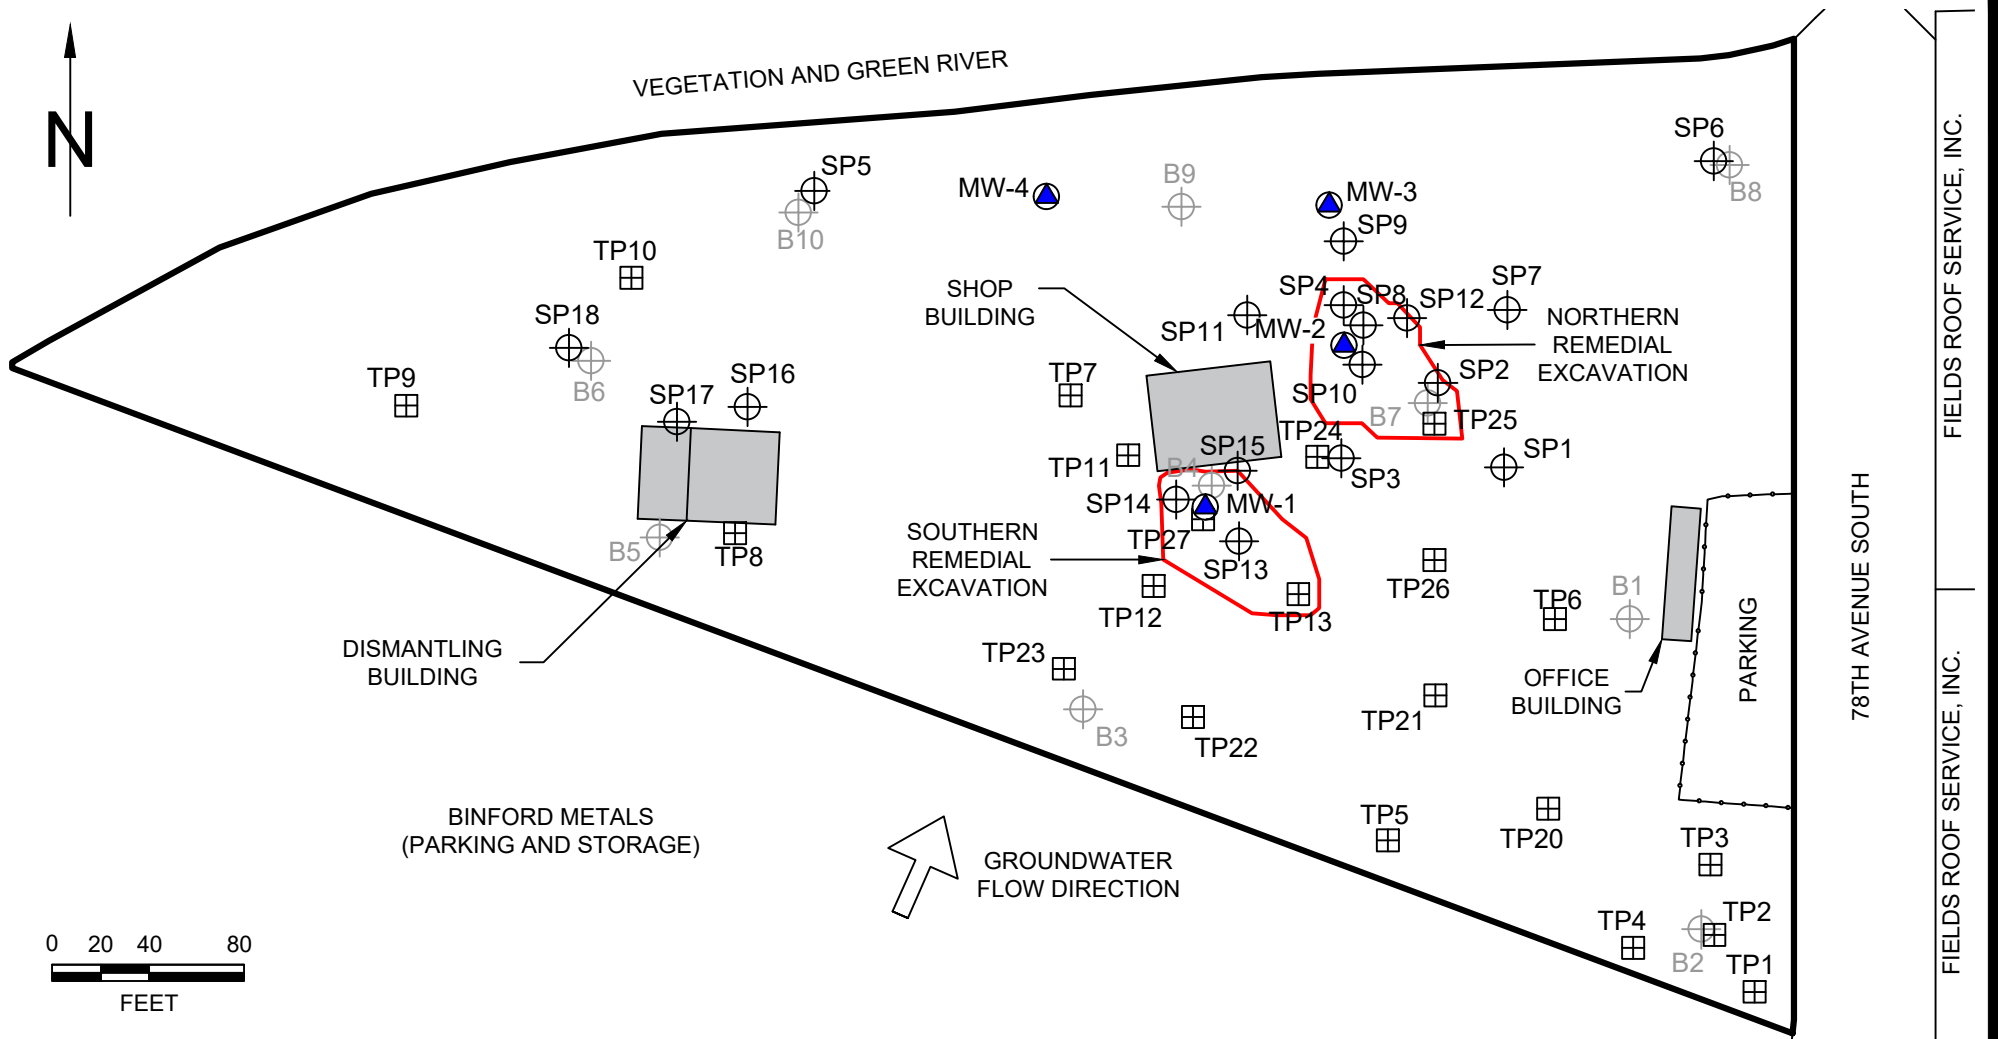 VEGETATION AND GREEN RIVER
N
SP6
B8
SP5
B10
MW-4
B9
MW-3
SP9
TP10
SHOP
BUILDING
SP4
SP8
SP12
SP7
SP18
B6
SP11
MW-2
NORTHERN
REMEDIAL
EXCAVATION
TP9
SP17
SP16
TP7
SP10
SP2
B7
TP25
TP24
SP15
TP11
B4
SP3
SP1
SP14
MW-1
B5
TP8
SOUTHERN
REMEDIAL
EXCAVATION
TP27
SP13
TP26
TP12
TP13
TP6
B1
DISMANTLING
BUILDING
TP23
B3
TP22
TP21
OFFICE
BUILDING
PARKING
78TH AVENUE SOUTH
FIELDS ROOF SERVICE, INC.
FIELDS ROOF SERVICE, INC.
BINFORD METALS
(PARKING AND STORAGE)
GROUNDWATER
FLOW DIRECTION
TP5
TP20
TP3
TP4
TP2
B2
TP1
0 20 40 80
FEET